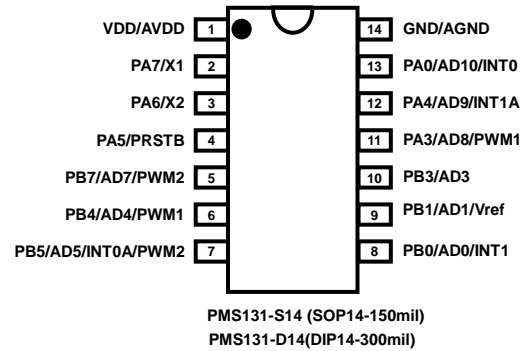 VDD/AVDD 1 14 GND/AGND
PA7/X1 2 13 PA0/AD10/INT0
PA6/X2 3 12 PA4/AD9/INT1A
PA5/PRSTB 4 11 PA3/AD8/PWM1
PB7/AD7/PWM2 5 10 PB3/AD3
PB4/AD4/PWM1 6 9 PB1/AD1/Vref
PB5/AD5/INT0A/PWM2 7 8 PB0/AD0/INT1
PMS131-S14 (SOP14-150mil)
PMS131-D14(DIP14-300mil)